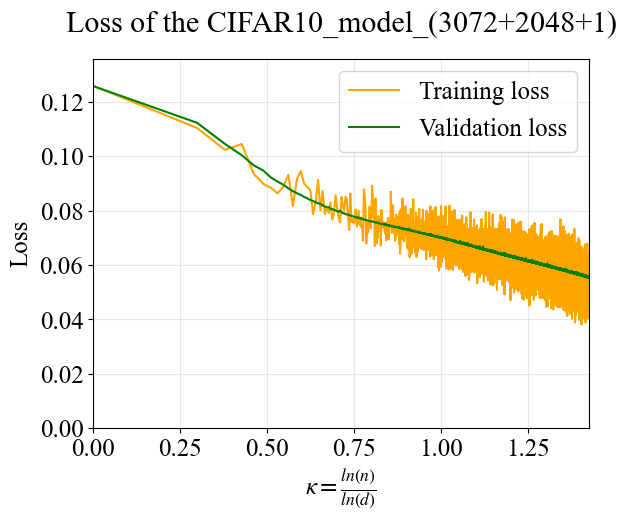 Loss of the CIFAR10_model_(3072+2048+1)
Training loss
Validation loss
Loss
0.12
0.10
0.08
0.06
0.04
0.02
0.00
0.00 0.25 0.50 0.75 1.00 1.25
κ = ln(n)/ln(d)